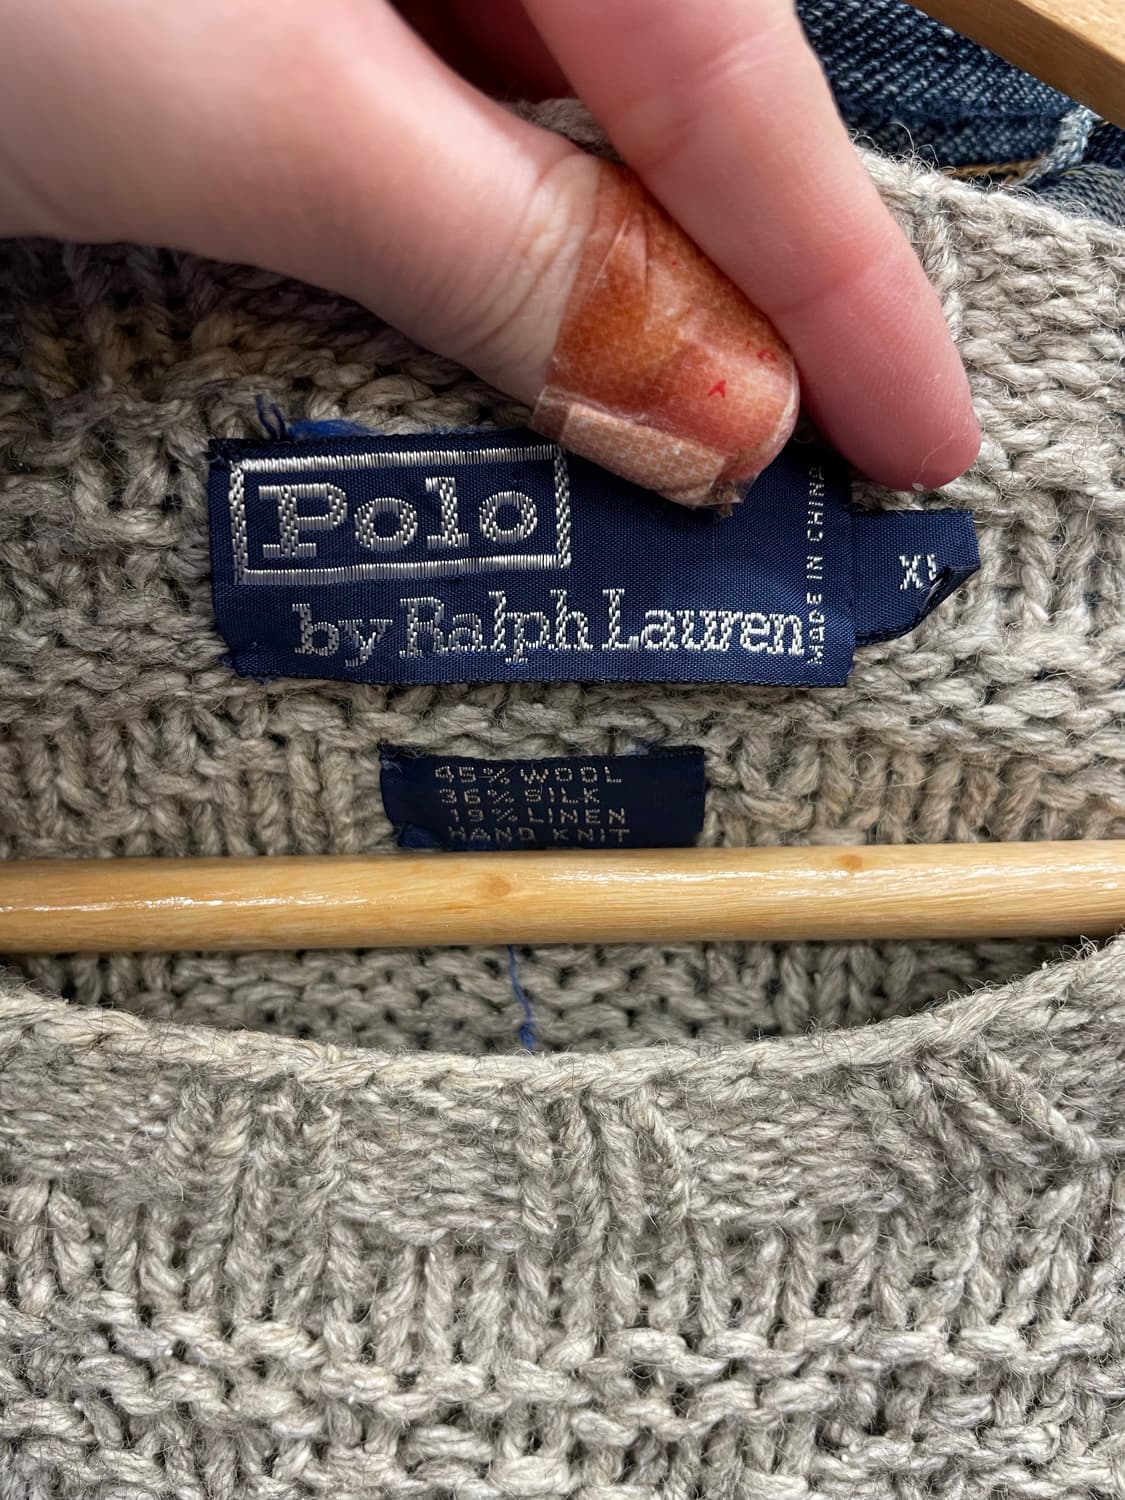 Polo
by Ralph Lauren
MADE IN CHINA
XL
45% WOOL
36% SILK
19% LINEN
HAND KNIT